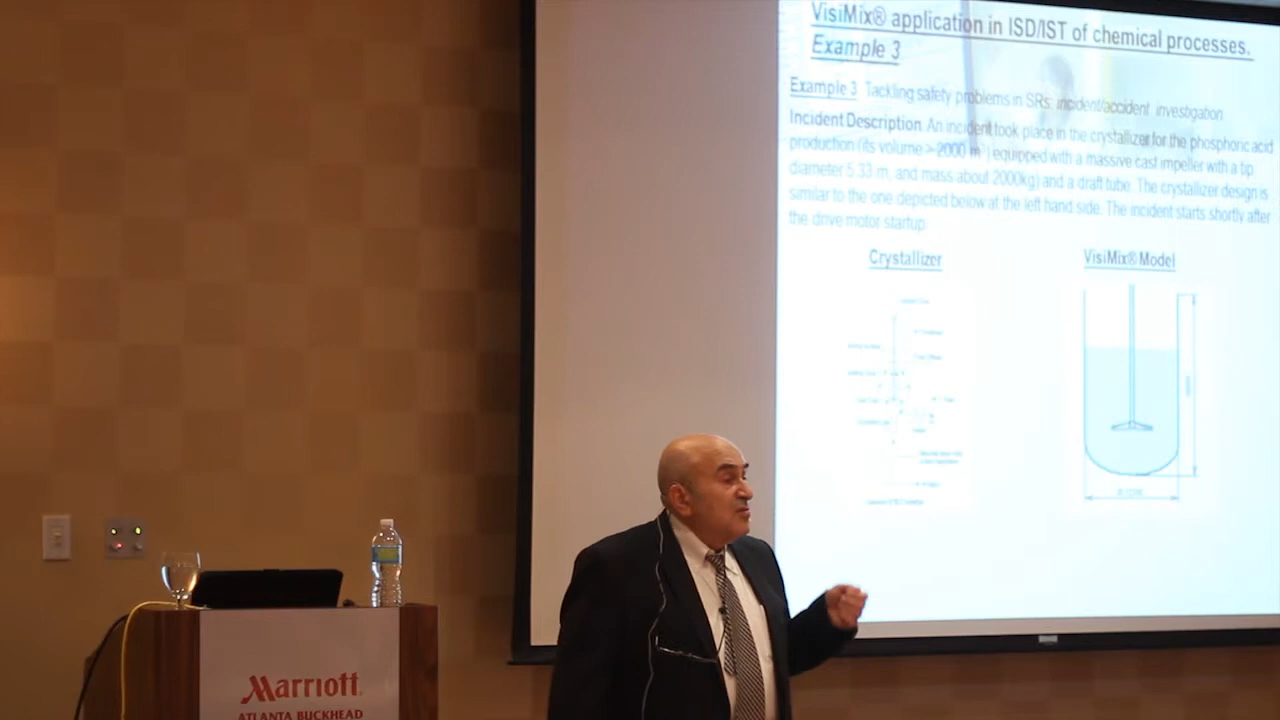 VisiMix® application in ISD/IST of chemical processes.
Example 3
Example 3 Tackling safety problems in SRs: incident/accident investigation
Incident Description An incident took place in the crystallizer for the phosphoric acid
production (its volume > 2000 m³) equipped with a massive cast impeller with a tip
diameter 5.33 m, and mass about 2000kg) and a draft tube. The crystallizer design is
similar to the one depicted below at the left hand side. The incident starts shortly after
the drive motor startup
Crystallizer
VisiMix® Model
Marriott
ATLANTA BUCKHEAD